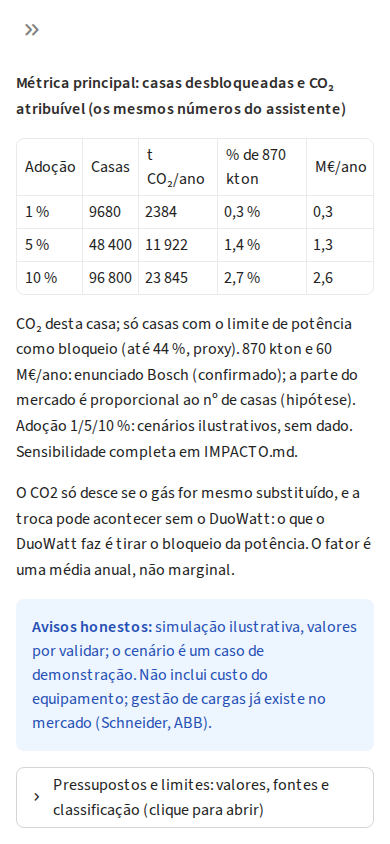 »
Métrica principal: casas desbloqueadas e CO₂
atribuível (os mesmos números do assistente)
Adoção Casas t CO₂/ano % de 870 kton M€/ano
1 % 9680 2384 0,3 % 0,3
5 % 48 400 11 922 1,4 % 1,3
10 % 96 800 23 845 2,7 % 2,6
CO₂ desta casa; só casas com o limite de potência
como bloqueio (até 44 %, proxy). 870 kton e 60
M€/ano: enunciado Bosch (confirmado); a parte do
mercado é proporcional ao nº de casas (hipótese).
Adoção 1/5/10 %: cenários ilustrativos, sem dado.
Sensibilidade completa em IMPACTO.md.
O CO2 só desce se o gás for mesmo substituído, e a
troca pode acontecer sem o DuoWatt: o que o
DuoWatt faz é tirar o bloqueio da potência. O fator é
uma média anual, não marginal.
Avisos honestos: simulação ilustrativa, valores
por validar; o cenário é um caso de
demonstração. Não inclui custo do
equipamento; gestão de cargas já existe no
mercado (Schneider, ABB).
Pressupostos e limites: valores, fontes e
classificação (clique para abrir)